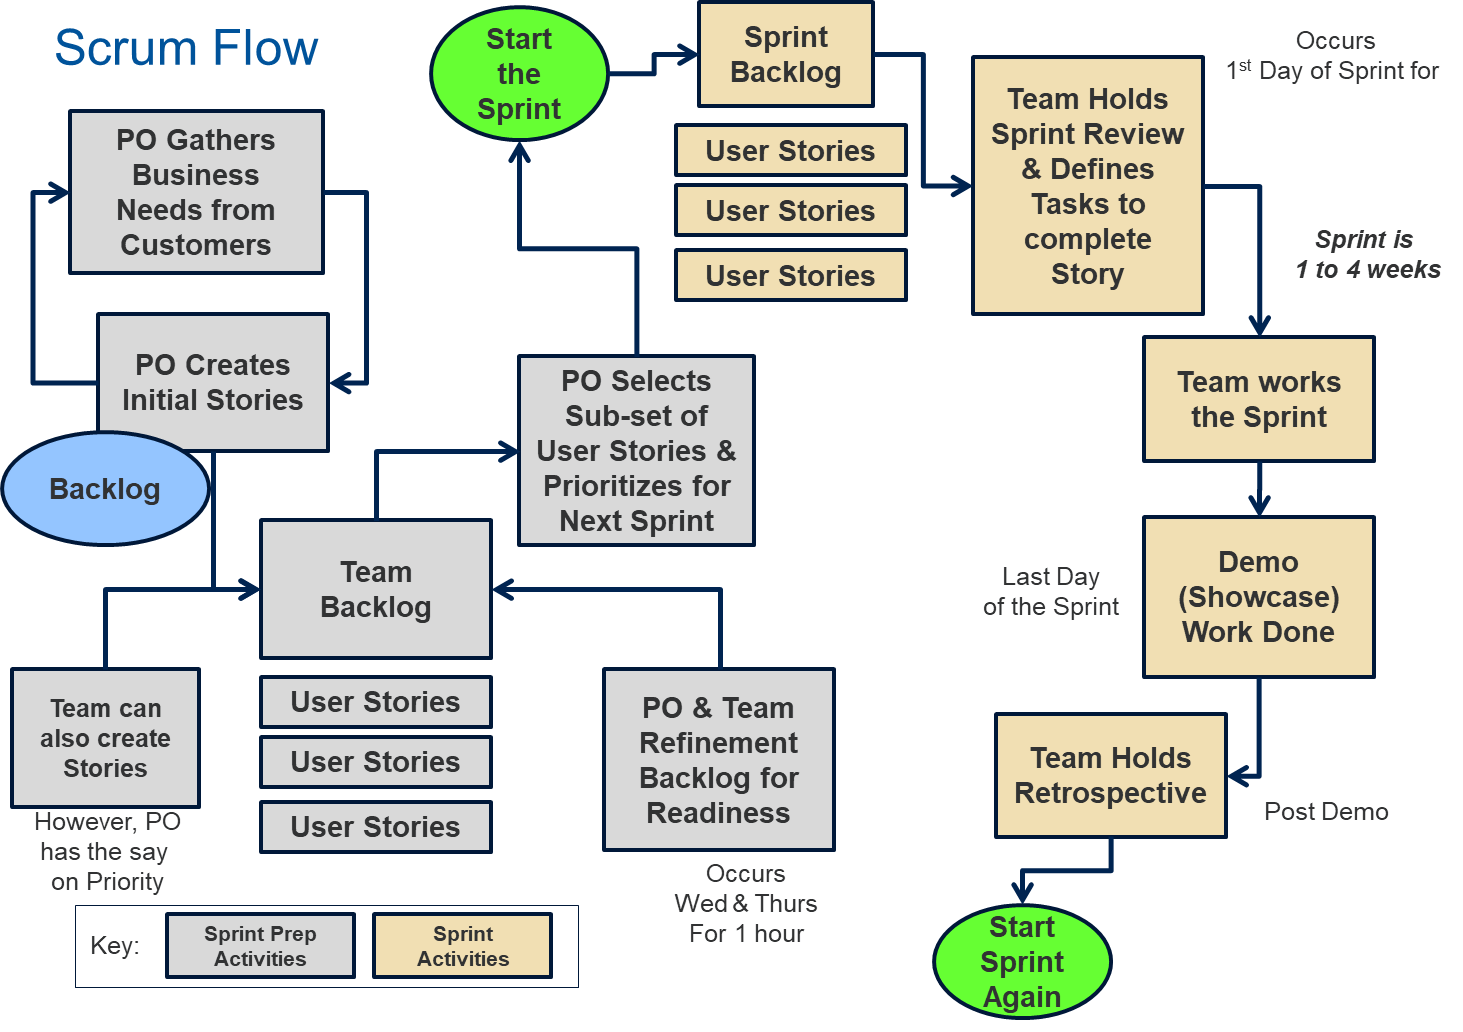 Scrum Flow
PO Gathers
Business
Needs from
Customers
PO Creates
Initial Stories
Backlog
Team can
also create
Stories
However, PO
has the say
on Priority
Team
Backlog
User Stories
User Stories
User Stories
PO & Team
Refinement
Backlog for
Readiness
Occurs
Wed & Thurs
For 1 hour
PO Selects
Sub-set of
User Stories &
Prioritizes for
Next Sprint
Start
the
Sprint
Sprint
Backlog
User Stories
User Stories
User Stories
Team Holds
Sprint Review
& Defines
Tasks to
complete
Story
Occurs
1st Day of Sprint for
Sprint is
1 to 4 weeks
Team works
the Sprint
Demo
(Showcase)
Work Done
Last Day
of the Sprint
Team Holds
Retrospective
Post Demo
Start
Sprint
Again
Key:
Sprint Prep
Activities
Sprint
Activities